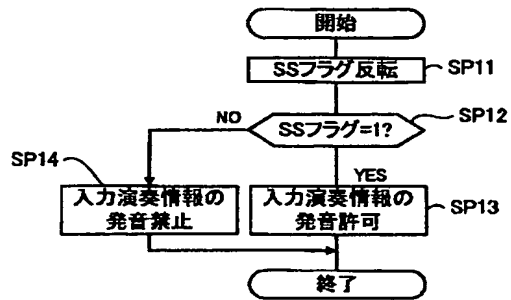 開始
SSフラグ反転
SP11
SSフラグ=1?
SP12
NO
YES
SP14
入力演奏情報の
発音禁止
入力演奏情報の
発音許可
SP13
終了